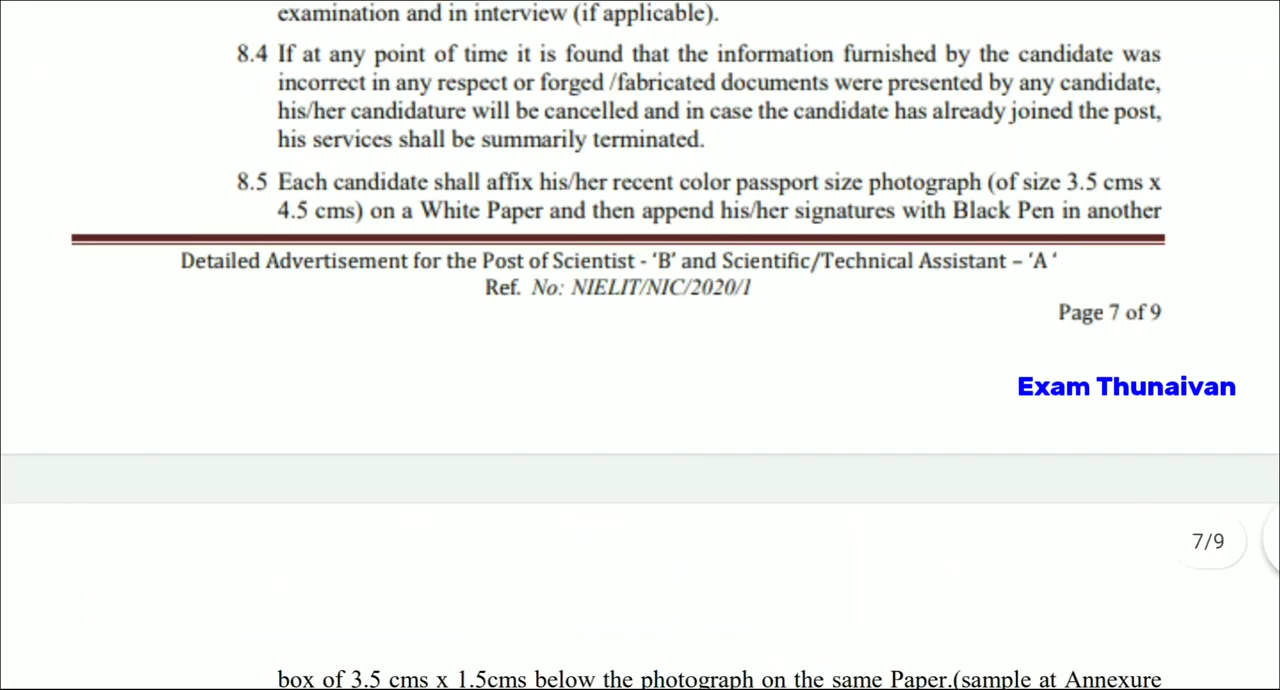 examination and in interview (if applicable).
8.4 If at any point of time it is found that the information furnished by the candidate was
incorrect in any respect or forged /fabricated documents were presented by any candidate,
his/her candidature will be cancelled and in case the candidate has already joined the post,
his services shall be summarily terminated.
8.5 Each candidate shall affix his/her recent color passport size photograph (of size 3.5 cms x
4.5 cms) on a White Paper and then append his/her signatures with Black Pen in another
Detailed Advertisement for the Post of Scientist - ‘B’ and Scientific/Technical Assistant – ‘A ‘
Ref. No: NIELIT/NIC/2020/1
Page 7 of 9
Exam Thunaivan
7/9
box of 3.5 cms x 1.5cms below the photograph on the same Paper.(sample at Annexure